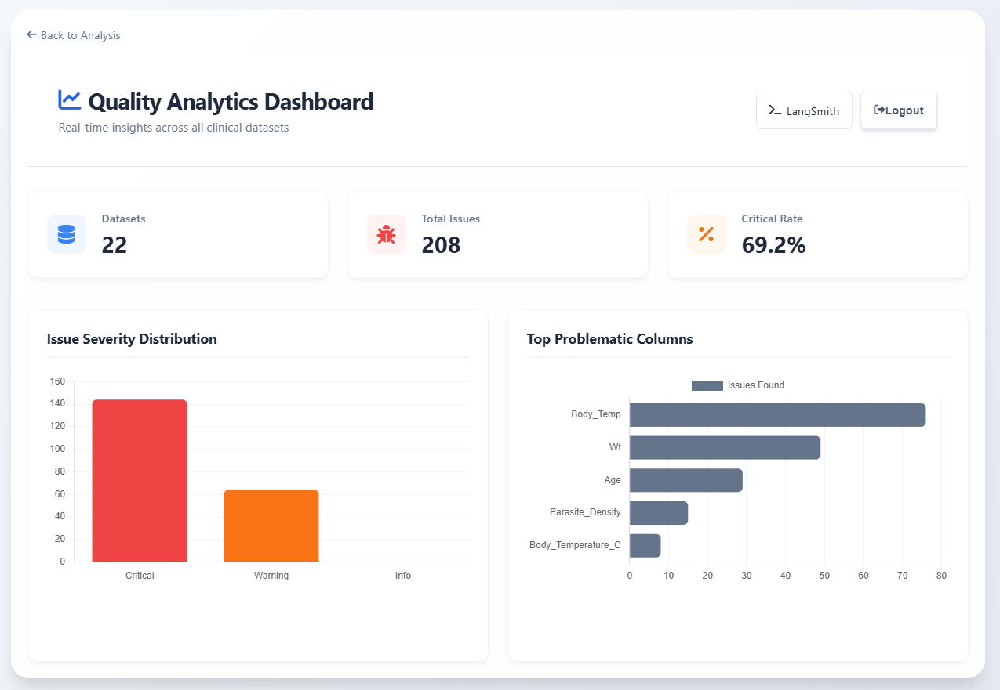 Back to Analysis
Quality Analytics Dashboard
Real-time insights across all clinical datasets
LangSmith
Logout
Datasets
22
Total Issues
208
Critical Rate
69.2%
Issue Severity Distribution
160
140
120
100
80
60
40
20
0
Critical Warning Info
Top Problematic Columns
Issues Found
Body_Temp
Wt
Age
Parasite_Density
Body_Temperature_C
0 10 20 30 40 50 60 70 80